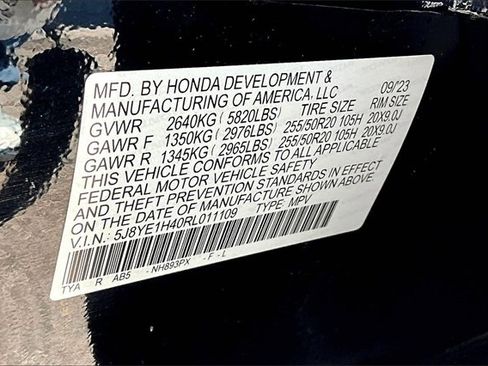 MFD. BY HONDA DEVELOPMENT & 09/23
MANUFACTURING OF AMERICA, LLC
GVWR 2640KG (5820LBS) TIRE SIZE RIM SIZE
GAWR F 1350KG (2976LBS) 255/50R20 105H 20X9.0J
GAWR R 1345KG (2965LBS) 255/50R20 105H 20X9.0J
THIS VEHICLE CONFORMS TO ALL APPLICABLE
FEDERAL MOTOR VEHICLE SAFETY
AND THEFT PREVENTION STANDARDS IN EFFECT
ON THE DATE OF MANUFACTURE SHOWN ABOVE.
V.I.N.: 5J8YE1H40RL011109 TYPE: MPV
TYA R AB5 -NH893PX -F-L